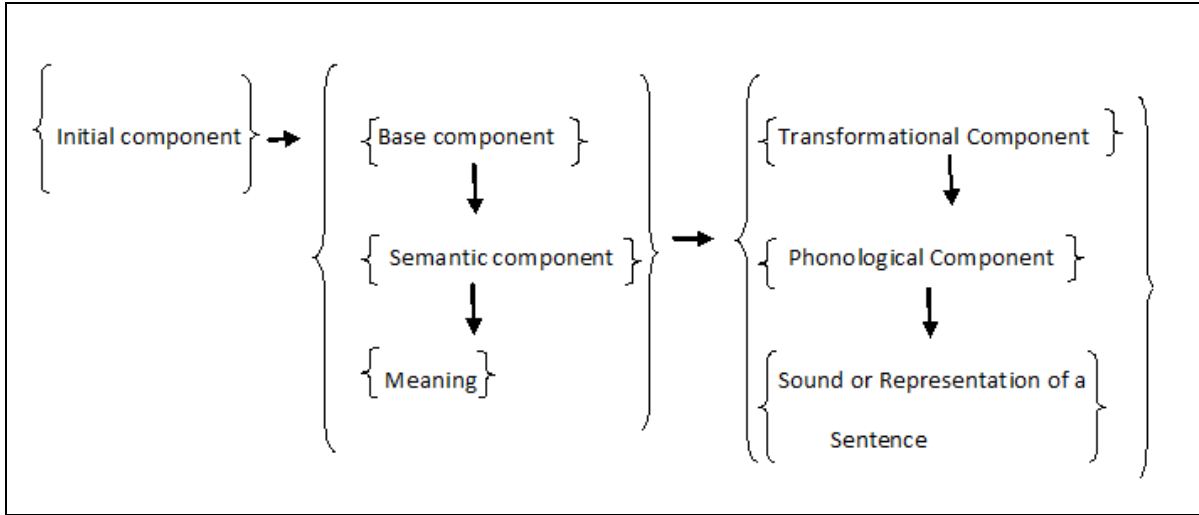 Initial component
Base component
Semantic component
Meaning
Transformational Component
Phonological Component
Sound or Representation of a
Sentence